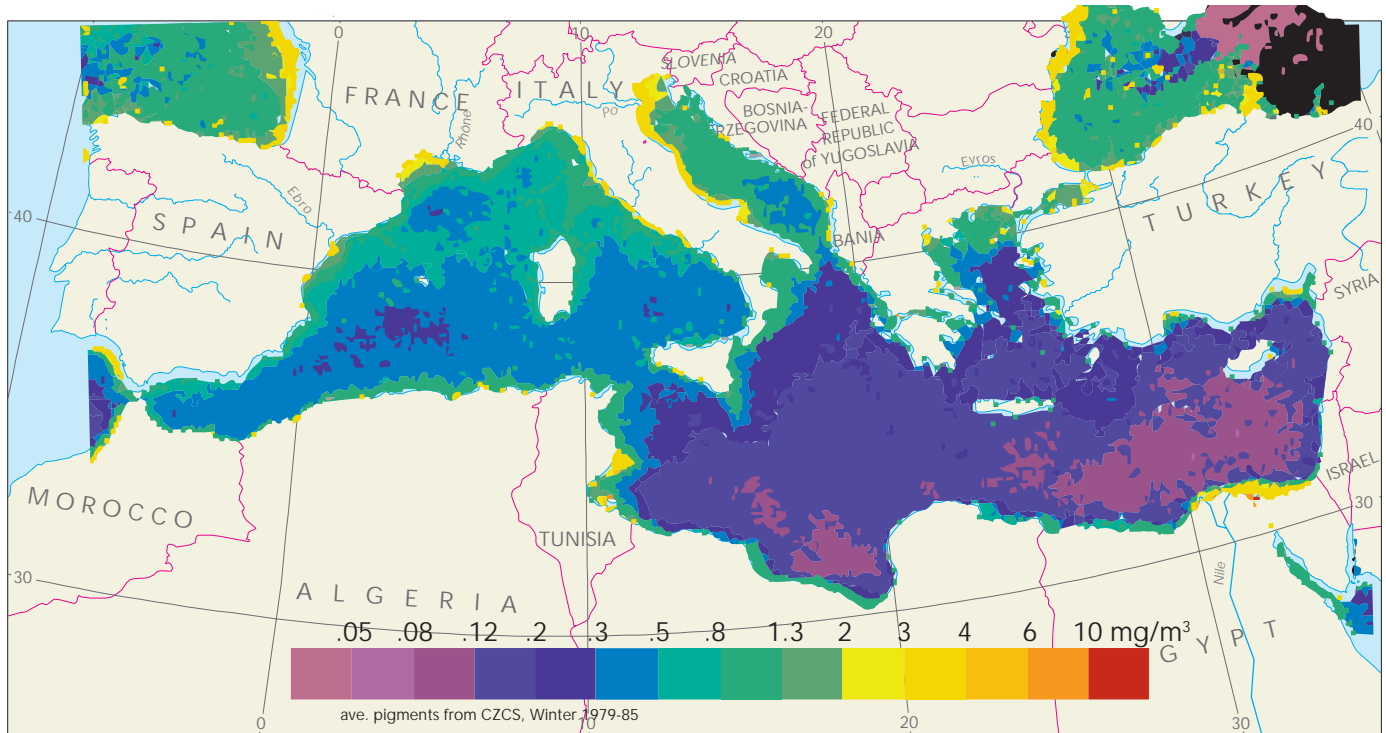 0
10
20
SLOVENIA
CROATIA
FRANCE
ITALY
Po
Rhône
BOSNIA-
RZEGOVINA
FEDERAL
REPUBLIC
of YUGOSLAVIA
40
Evros
TURKEY
Ebro
40
SPAIN
BANIA
SYRIA
ISRAEL
MOROCCO
30
TUNISIA
30
Nile
ALGERIA
.05 .08 .12 .2 .3 .5 .8 1.3 2 3 4 6 10 mg/m³
GYPT
ave. pigments from CZCS, Winter 1979-85
0
10
20
30